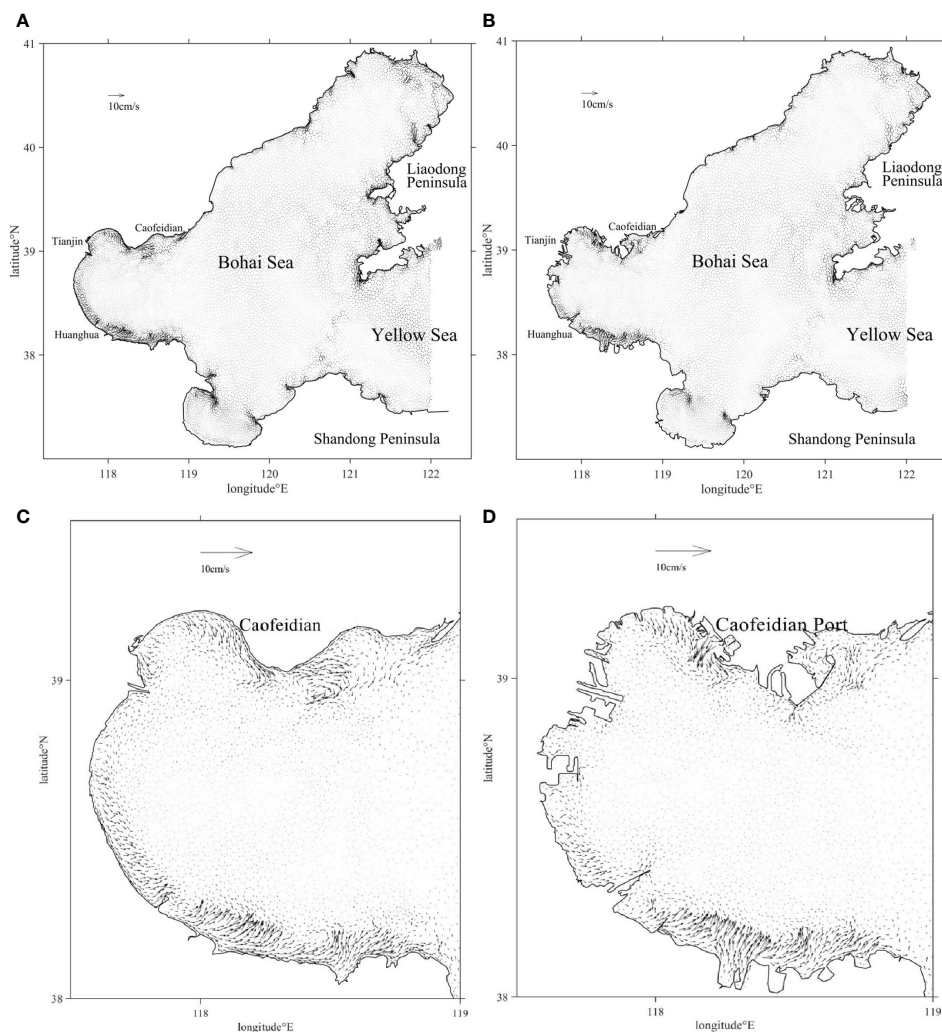 A
41
40
39
38
latitude°N
10cm/s
Liaodong
Peninsula
Caofeidian
Tianjin
Bohai Sea
Huanghua
Yellow Sea
Shandong Peninsula
118
119
120
121
122
longitude°E
B
41
40
39
38
latitude°N
10cm/s
Liaodong
Peninsula
Caofeidian
Tianjin
Bohai Sea
Huanghua
Yellow Sea
Shandong Peninsula
118
119
120
121
122
longitude°E
C
10cm/s
Caofeidian
39
latitude°N
38
118
119
longitude°E
D
10cm/s
Caofeidian Port
39
latitude°N
38
118
119
longitude°E